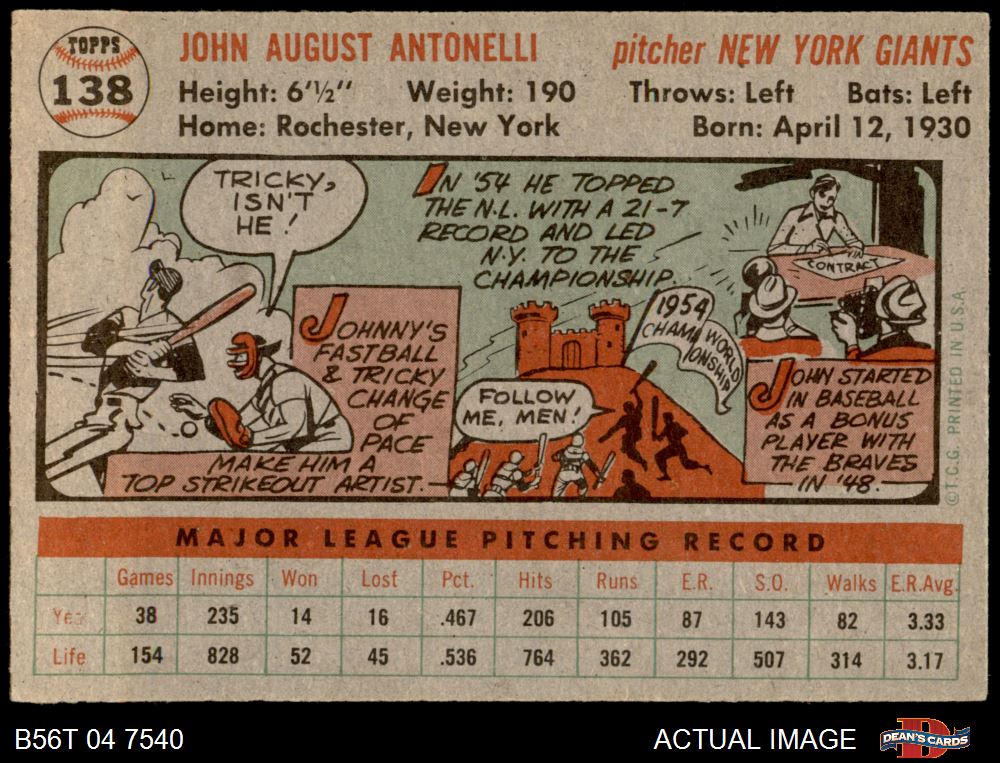 TOPPS
138
JOHN AUGUST ANTONELLI
pitcher NEW YORK GIANTS
Height: 6'½" Weight: 190 Throws: Left Bats: Left
Home: Rochester, New York Born: April 12, 1930
TRICKY,
ISN'T
HE!
JOHNNY'S
FASTBALL
& TRICKY
CHANGE
OF
PACE
MAKE HIM A
TOP STRIKEOUT ARTIST.
IN '54 HE TOPPED
THE N.L. WITH A 21-7
RECORD AND LED
N.Y. TO THE
CHAMPIONSHIP.
1954
WORLD
CHAMPIONSHIP
FOLLOW
ME, MEN!
CONTRACT
JOHN STARTED
IN BASEBALL
AS A BONUS
PLAYER WITH
THE BRAVES
IN '48.
©T.C.G. PRINTED IN U.S.A.
MAJOR LEAGUE PITCHING RECORD
Games Innings Won Lost Pct. Hits Runs E.R. S.O. Walks E.R.Avg.
Year 38 235 14 16 .467 206 105 87 143 82 3.33
Life 154 828 52 45 .536 764 362 292 507 314 3.17
B56T 04 7540
ACTUAL IMAGE
DEAN'S CARDS